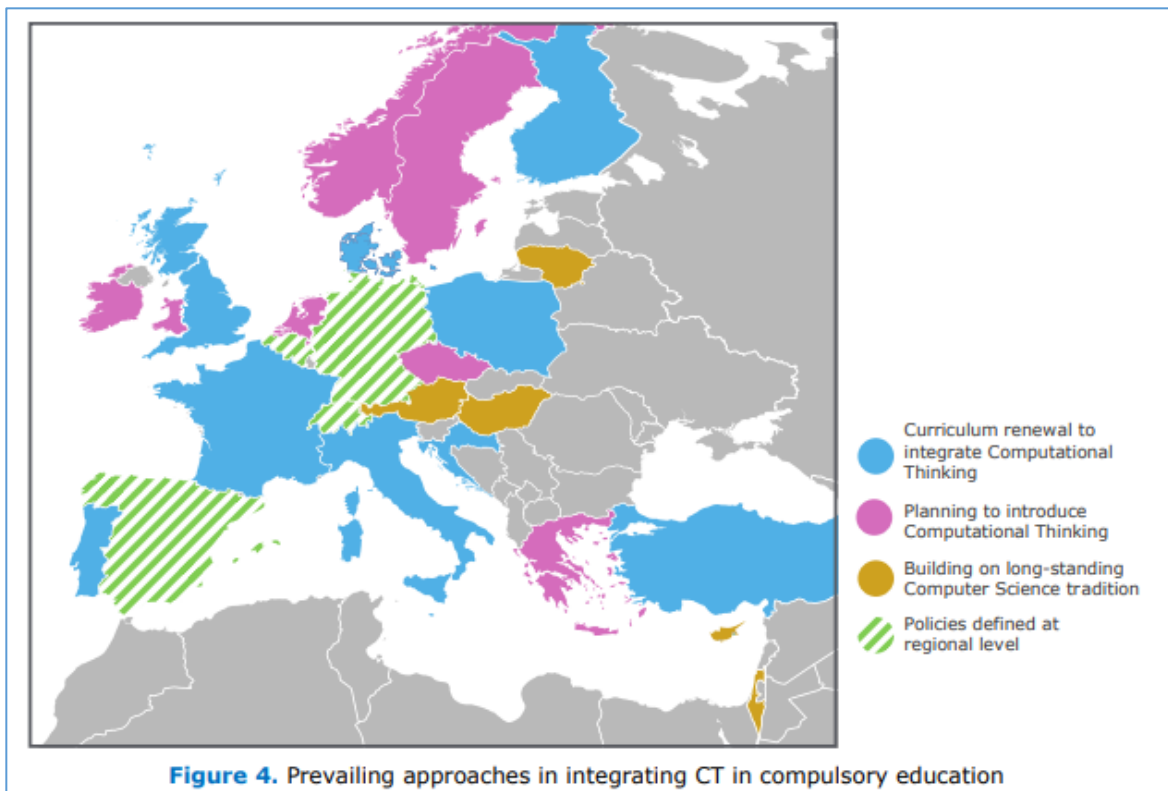 Curriculum renewal to
integrate Computational
Thinking
Planning to introduce
Computational Thinking
Building on long-standing
Computer Science tradition
Policies defined at
regional level
Figure 4. Prevailing approaches in integrating CT in compulsory education